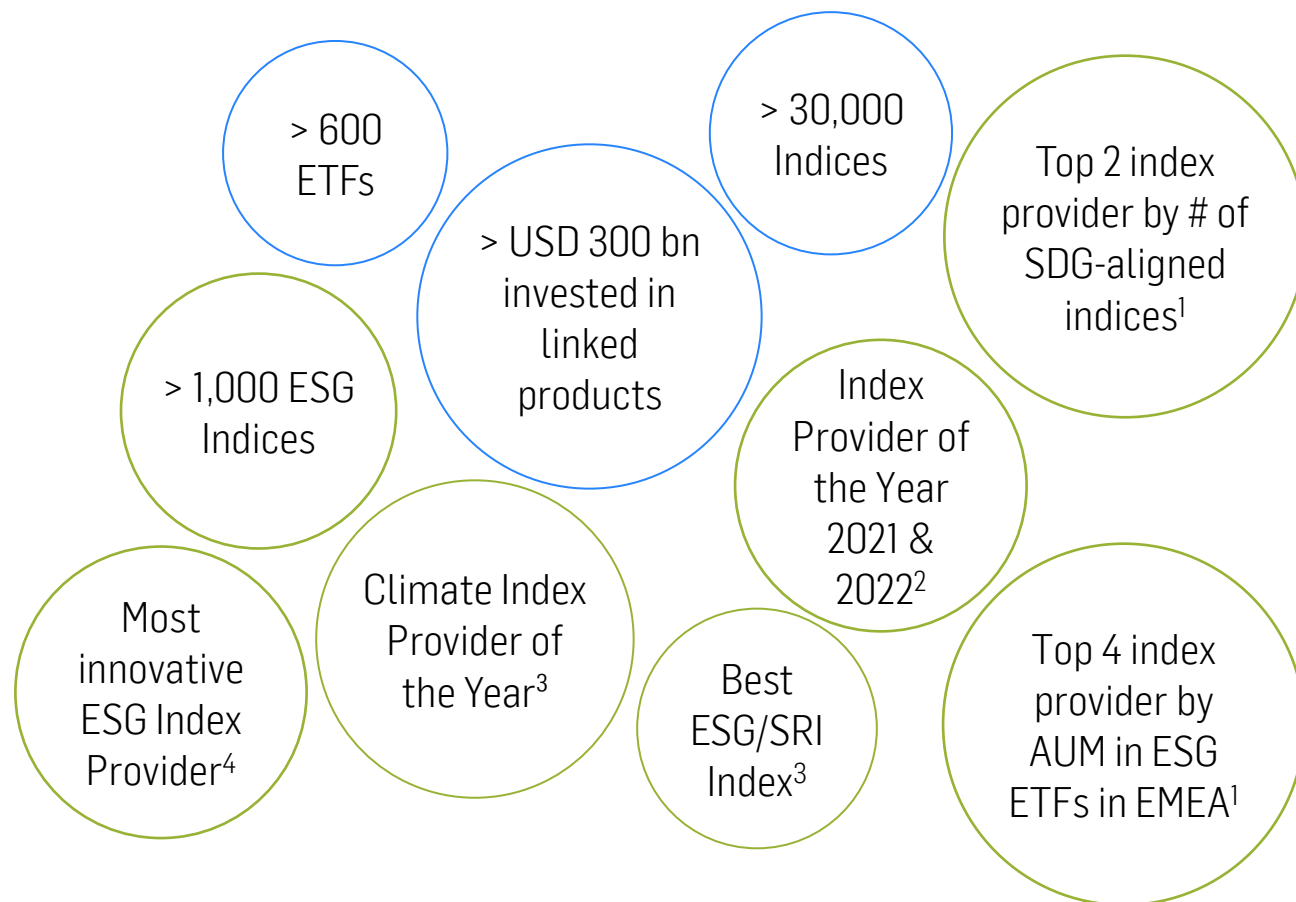 > 600
ETFs
> 30,000
Indices
Top 2 index
provider by # of
SDG-aligned
indices¹
> USD 300 bn
invested in
linked
products
> 1,000 ESG
Indices
Index
Provider of
the Year
2021 &
2022²
Climate Index
Provider of
the Year³
Most
innovative
ESG Index
Provider⁴
Best
ESG/SRI
Index³
Top 4 index
provider by
AUM in ESG
ETFs in EMEA¹